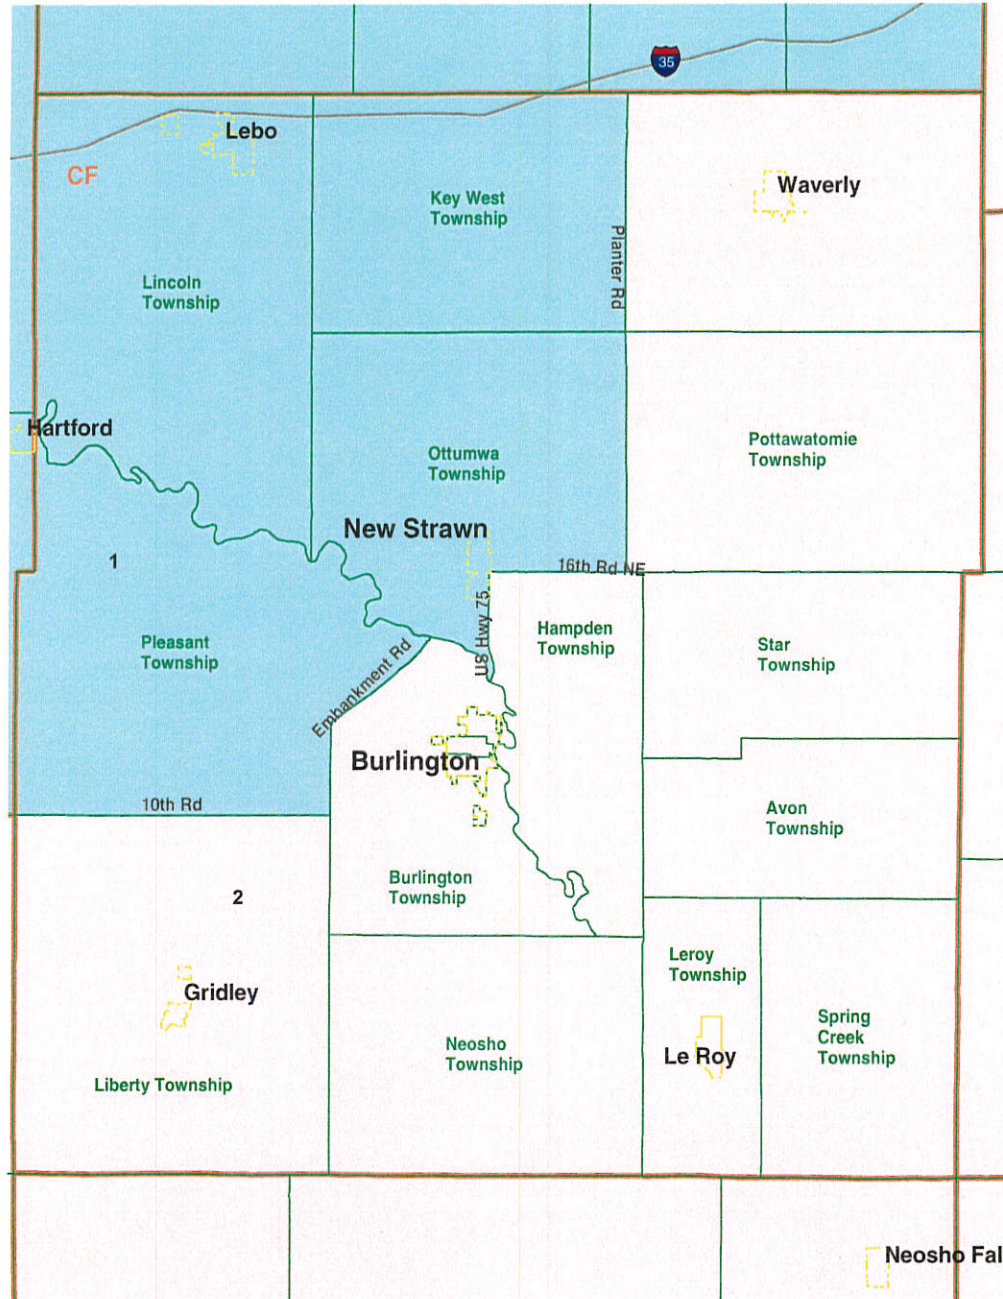 35
Lebo
CF
Waverly
Key West
Township
Planter Rd
Lincoln
Township
Hartford
Ottumwa
Township
Pottawatomie
Township
New Strawn
1
16th Rd NE
US Hwy 75
Hampden
Township
Pleasant
Township
Star
Township
Embankment Rd
Burlington
10th Rd
Avon
Township
Burlington
Township
2
Leroy
Township
Gridley
Spring
Creek
Township
Neosho
Township
Le Roy
Liberty Township
Neosho Fal